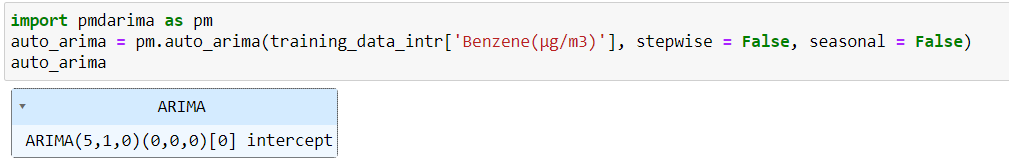 import pmdarima as pm
auto_arima = pm.auto_arima(training_data_intr['Benzene(µg/m3)'], stepwise = False, seasonal = False)
auto_arima
ARIMA
ARIMA(5,1,0)(0,0,0)[0] intercept